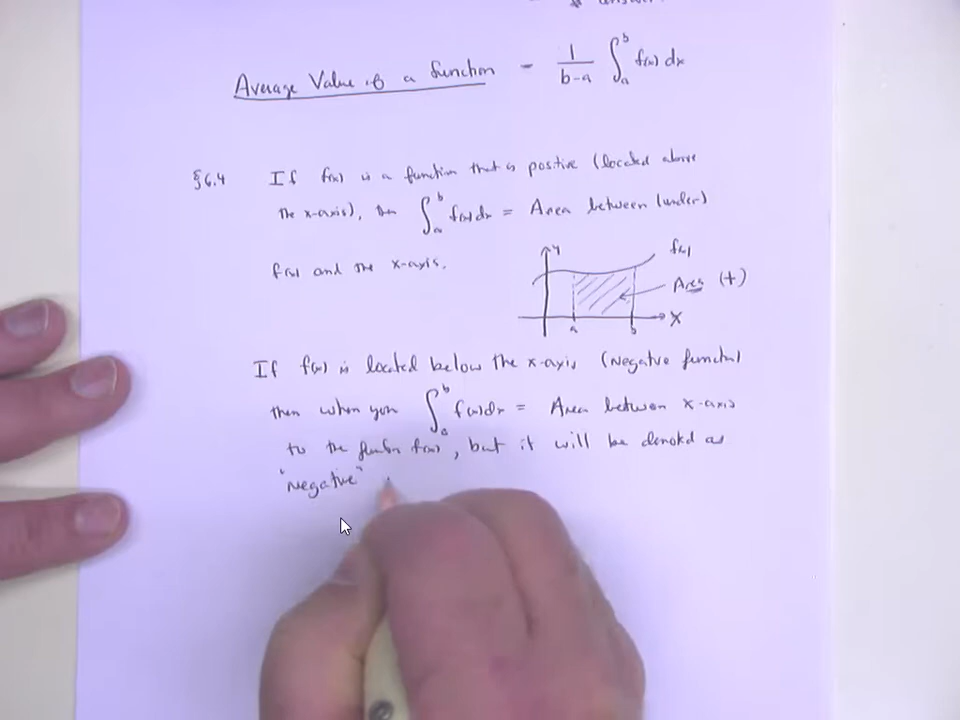 answer
Average Value of a function - 1/(b-a) ∫_a^b f(x) dx
§6.4 If f(x) is a function that is positive (located above
the x-axis), then ∫_a^b f(x)dx = Area between (under)
f(x) and the x-axis.
y
f(x)
Area (+)
a b x
If f(x) is located below the x-axis (Negative function)
then when you ∫_a^b f(x)dx = Area between x-axis
to the function f(x), but it will be denoted as
"negative"